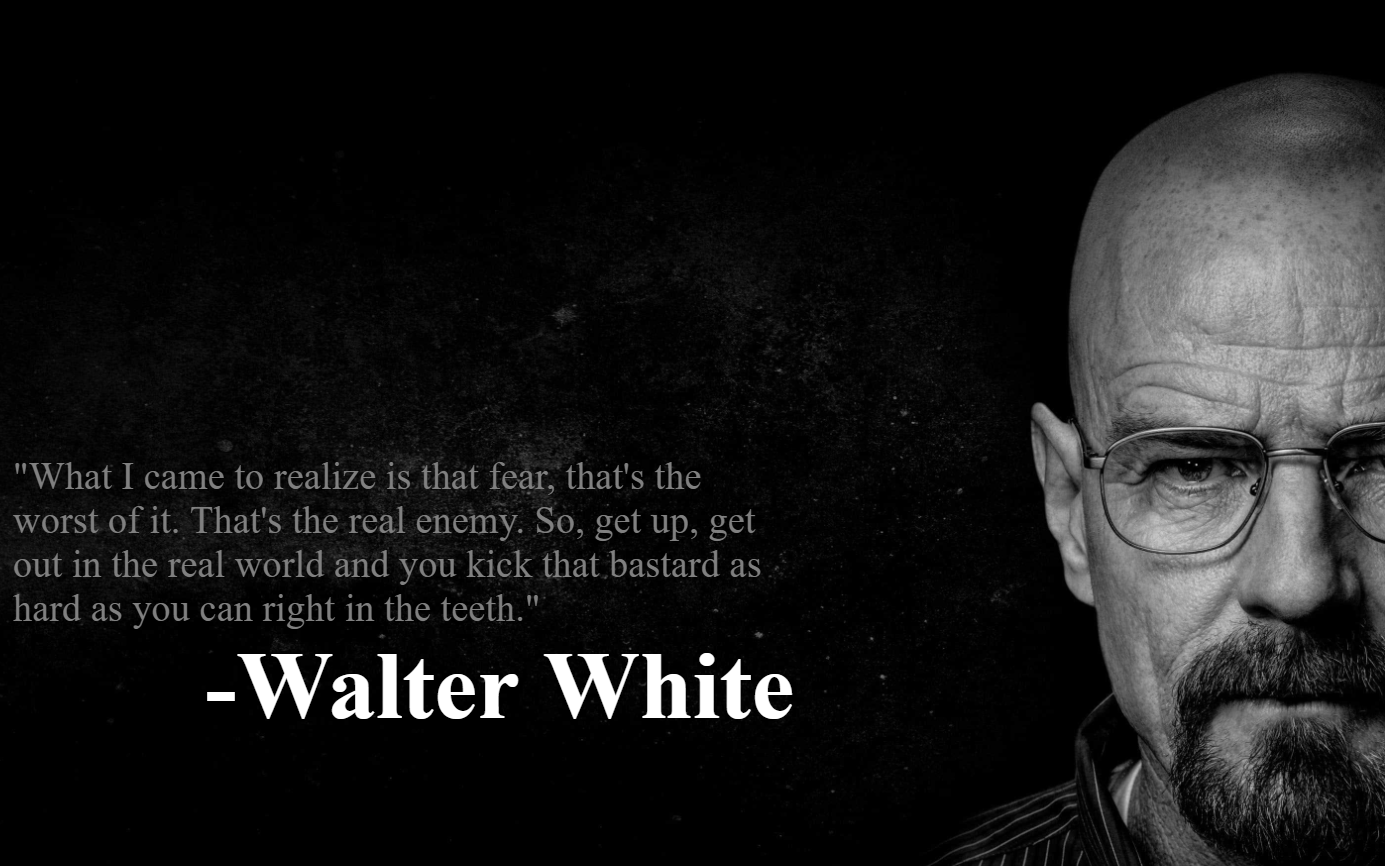 "What I came to realize is that fear, that's the
worst of it. That's the real enemy. So, get up, get
out in the real world and you kick that bastard as
hard as you can right in the teeth."
-Walter White